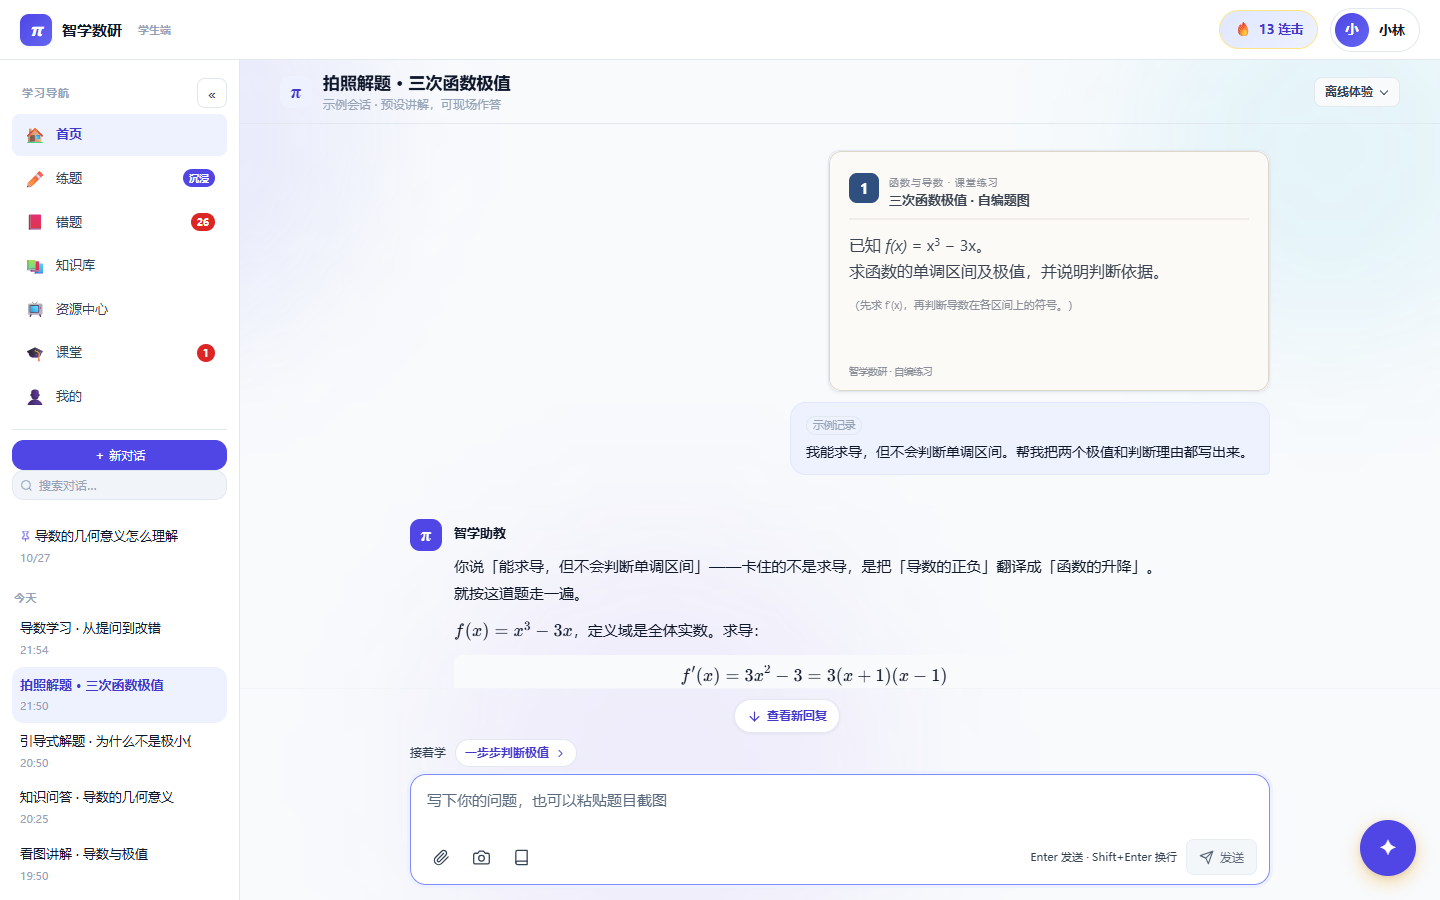 π 智学数研 学生端
🔥 13 连击
小 小林
学习导航 «
首页
练题 沉浸
错题 26
知识库
资源中心
课堂 1
我的
+ 新对话
搜索对话...
导数的几何意义怎么理解
10/27
今天
导数学习 · 从提问到改错
21:54
拍照解题 • 三次函数极值
21:50
引导式解题 · 为什么不是极小
20:50
知识问答 · 导数的几何意义
20:25
看图讲解 · 导数与极值
19:50
π 拍照解题 • 三次函数极值
示例会话 · 预设讲解，可现场作答
离线体验
1 函数与导数 · 课堂练习
三次函数极值 · 自编题图
已知 f(x) = x³ − 3x。
求函数的单调区间及极值，并说明判断依据。
（先求 f′(x)，再判断导数在各区间上的符号。）
智学数研 · 自编练习
示例记录
我能求导，但不会判断单调区间。帮我把两个极值和判断理由都写出来。
π 智学助教
你说「能求导，但不会判断单调区间」——卡住的不是求导，是把「导数的正负」翻译成「函数的升降」。
就按这道题走一遍。
f(x) = x³ − 3x，定义域是全体实数。求导：
f′(x) = 3x² − 3 = 3(x + 1)(x − 1)
↓ 查看新回复
接着学 一步步判断极值 ›
写下你的问题，也可以粘贴题目截图
Enter 发送 · Shift+Enter 换行 发送